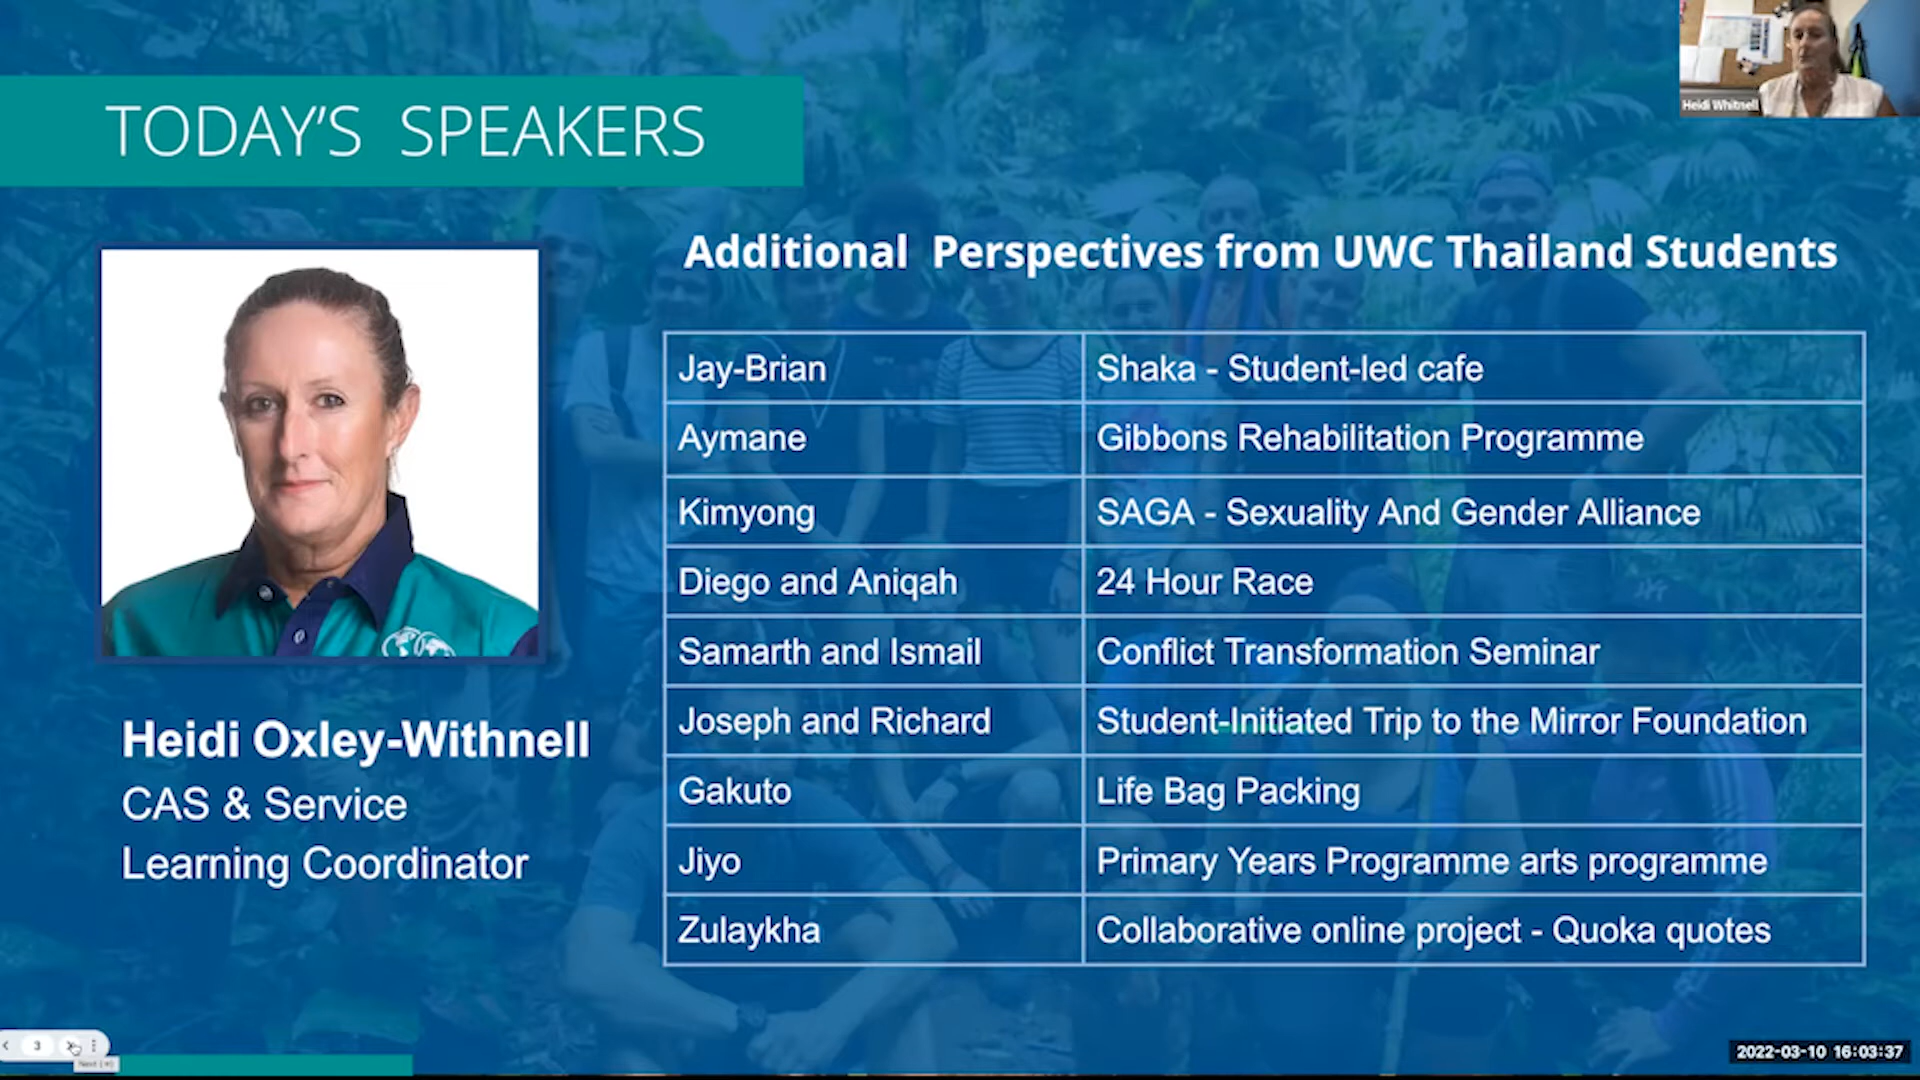 Heidi Whitnell
TODAY'S SPEAKERS
Additional Perspectives from UWC Thailand Students
Jay-Brian Shaka - Student-led cafe
Aymane Gibbons Rehabilitation Programme
Kimyong SAGA - Sexuality And Gender Alliance
Diego and Aniqah 24 Hour Race
Samarth and Ismail Conflict Transformation Seminar
Joseph and Richard Student-Initiated Trip to the Mirror Foundation
Gakuto Life Bag Packing
Jiyo Primary Years Programme arts programme
Zulaykha Collaborative online project - Quoka quotes
Heidi Oxley-Withnell
CAS & Service
Learning Coordinator
3
Next
2022-03-10 16:03:37